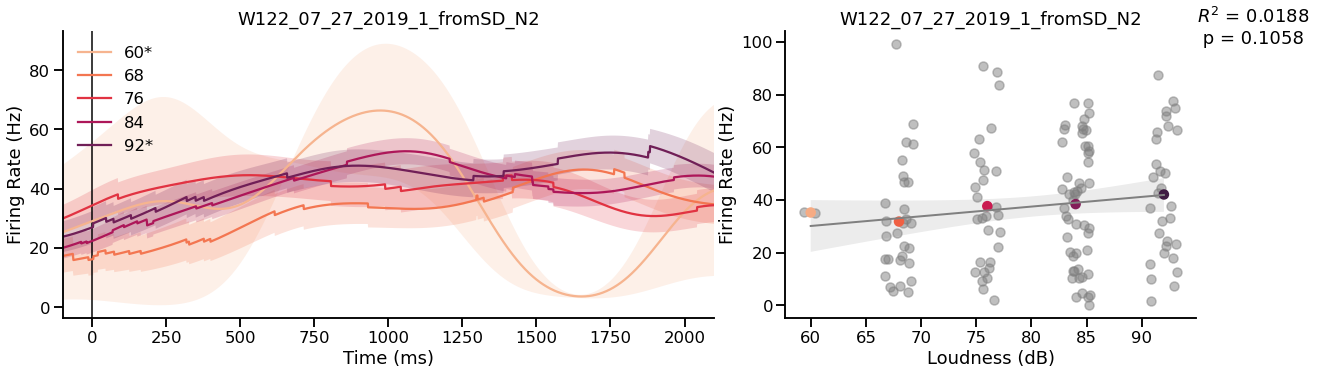 W122_07_27_2019_1_fromSD_N2
60*
68
76
84
92*
80
60
40
20
0
Firing Rate (Hz)
0 250 500 750 1000 1250 1500 1750 2000
Time (ms)
W122_07_27_2019_1_fromSD_N2
R² = 0.0188
p = 0.1058
100
80
60
40
20
0
Firing Rate (Hz)
60 65 70 75 80 85 90
Loudness (dB)